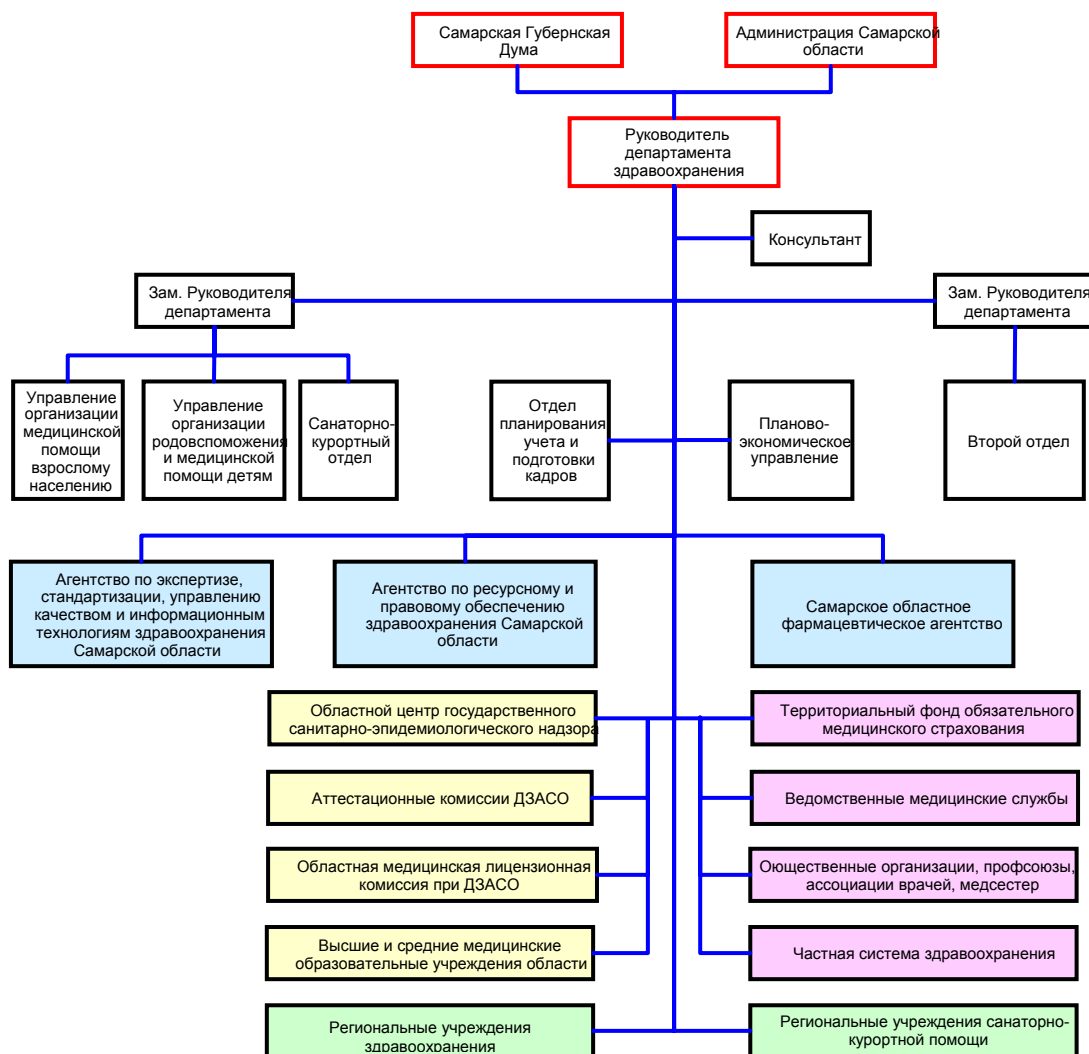 Самарская Губернская
Дума
Администрация Самарской
области
Руководитель
департамента
здравоохранения
Консультант
Зам. Руководителя
департамента
Зам. Руководителя
департамента
Управление
организации
медицинской
помощи
взрослому
населению
Управление
организации
родовспоможения
и медицинской
помощи детям
Санаторно-
курортный
отдел
Отдел
планирования
учета и
подготовки
кадров
Планово-
экономическое
управление
Второй отдел
Агентство по экспертизе,
стандартизации, управлению
качеством и информационным
технологиям здравоохранения
Самарской области
Агентство по ресурсному и
правовому обеспечению
здравоохранения Самарской
области
Самарское областное
фармацевтическое агентство
Областной центр государственного
санитарно-эпидемиологического надзора
Территориальный фонд обязательного
медицинского страхования
Аттестационные комиссии ДЗАСО
Ведомственные медицинские службы
Областная медицинская лицензионная
комиссия при ДЗАСО
Оющественные организации, профсоюзы,
ассоциации врачей, медсестер
Высшие и средние медицинские
образовательные учреждения области
Частная система здравоохранения
Региональные учреждения
здравоохранения
Региональные учреждения санаторно-
курортной помощи